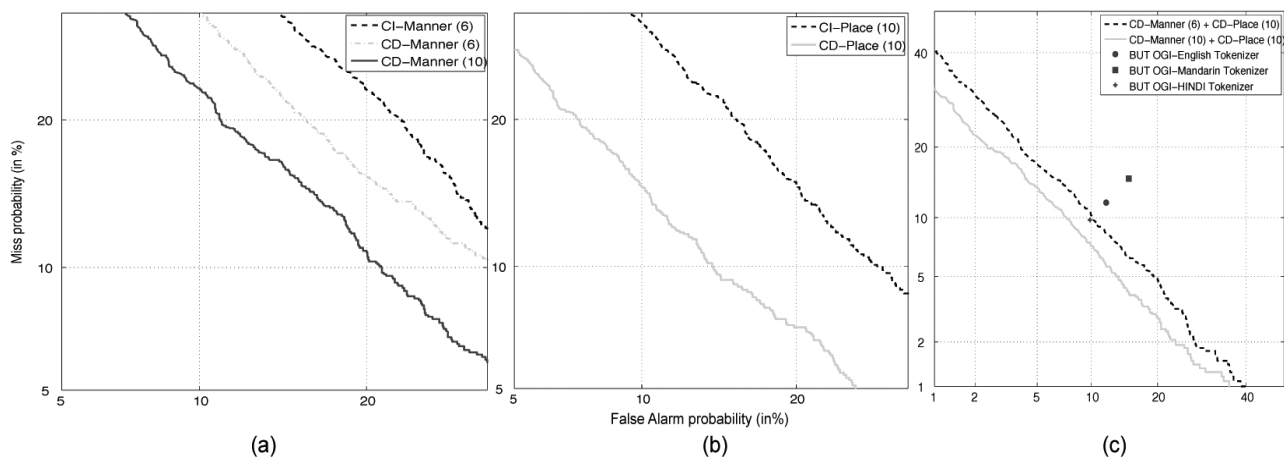 CI-Manner (6)
CD-Manner (6)
CD-Manner (10)
Miss probability (in %)
20
10
5
5
10
20
(a)
CI-Place (10)
CD-Place (10)
20
10
5
5
10
20
False Alarm probability (in%)
(b)
CD-Manner (6) + CD-Place (10)
CD-Manner (10) + CD-Place (10)
BUT OGI-English Tokenizer
BUT OGI-Mandarin Tokenizer
BUT OGI-HINDI Tokenizer
40
20
10
5
2
1
1
2
5
10
20
40
(c)